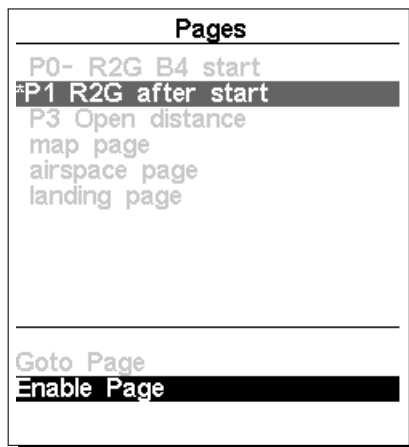 Pages
P0- R2G B4 start
*P1 R2G after start
P3 Open distance
map page
airspace page
landing page
Goto Page
Enable Page